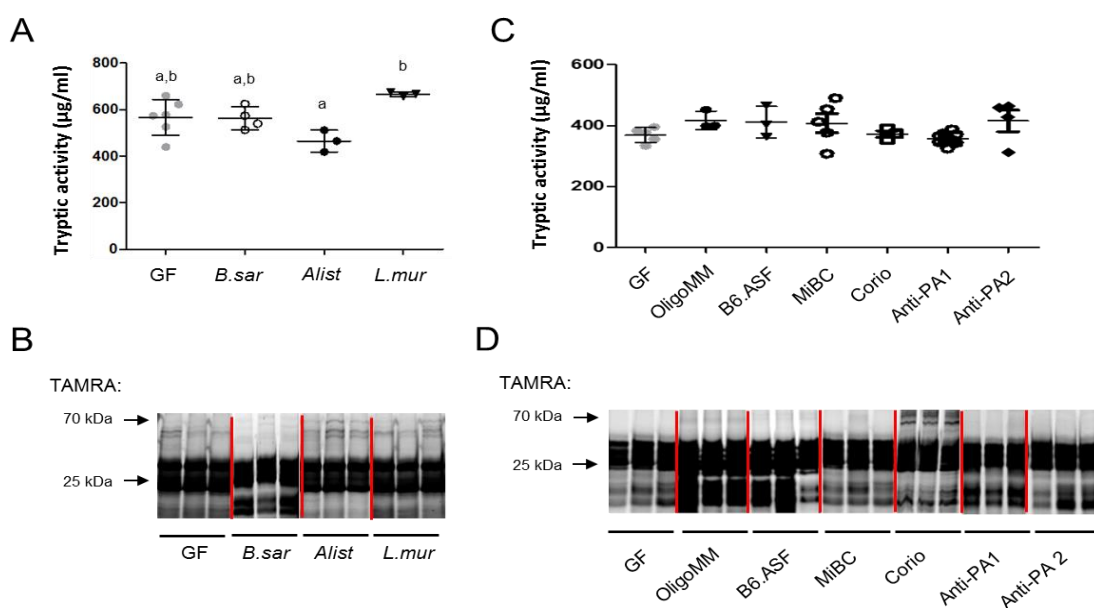 A
Tryptic activity (µg/ml)
800
600
400
200
0
a,b
a,b
a
b
GF
B.sar
Alist
L.mur
C
Tryptic activity (µg/ml)
600
400
200
0
GF
OligoMM
B6.ASF
MiBC
Corio
Anti-PA1
Anti-PA2
B
TAMRA:
70 kDa
25 kDa
GF
B.sar
Alist
L.mur
D
TAMRA:
70 kDa
25 kDa
GF
OligoMM
B6.ASF
MiBC
Corio
Anti-PA1
Anti-PA 2